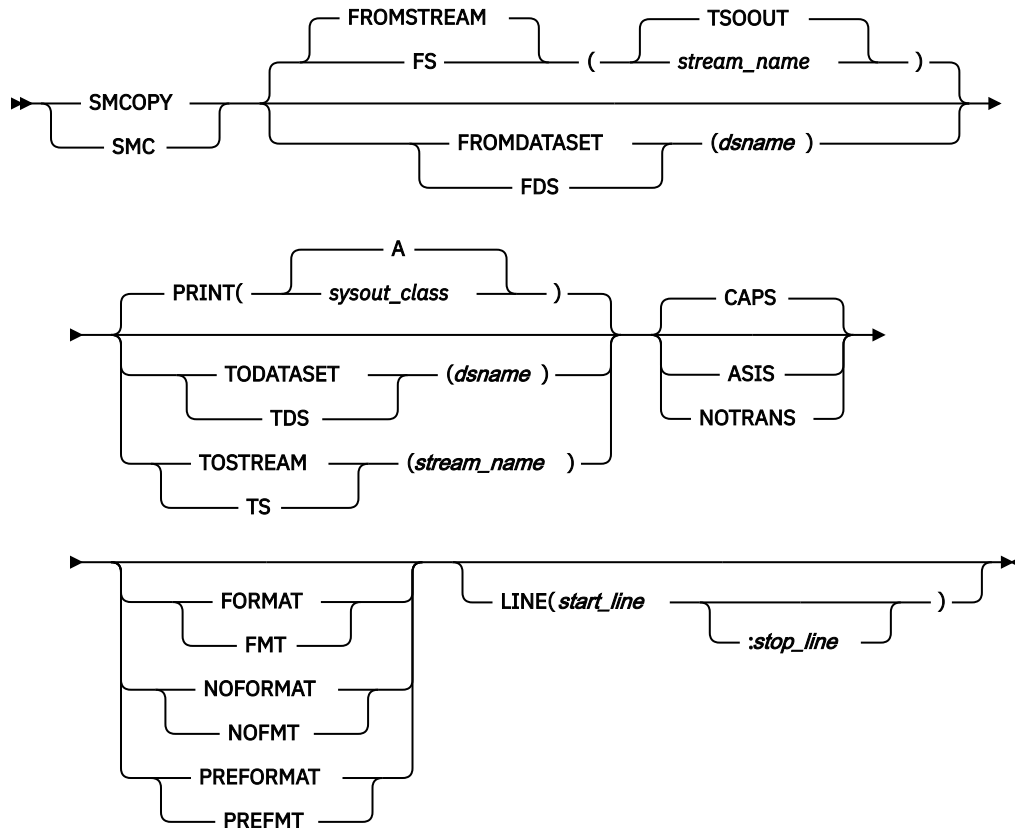 FROMSTREAM TSOOUT
FS ( stream_name )
SMCOPY
SMC
FROMDATASET (dsname )
FDS
A
PRINT( sysout_class )
CAPS
TODATASET (dsname ) ASIS
TDS NOTRANS
TOSTREAM (stream_name )
TS
FORMAT LINE(start_line )
FMT :stop_line
NOFORMAT
NOFMT
PREFORMAT
PREFMT